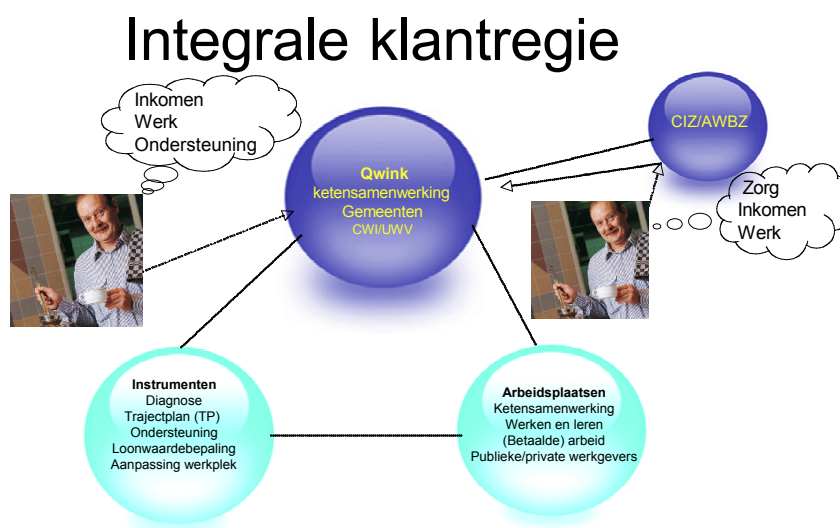 Integrale klantregie
Inkomen
Werk
Ondersteuning
Qwink
ketensamenwerking
Gemeenten
CWI/UWV
CIZ/AWBZ
Zorg
Inkomen
Werk
Instrumenten
Diagnose
Trajectplan (TP)
Ondersteuning
Loonwaardebepaling
Aanpassing werkplek
Arbeidsplaatsen
Ketensamenwerking
Werken en leren
(Betaalde) arbeid
Publieke/private werkgevers